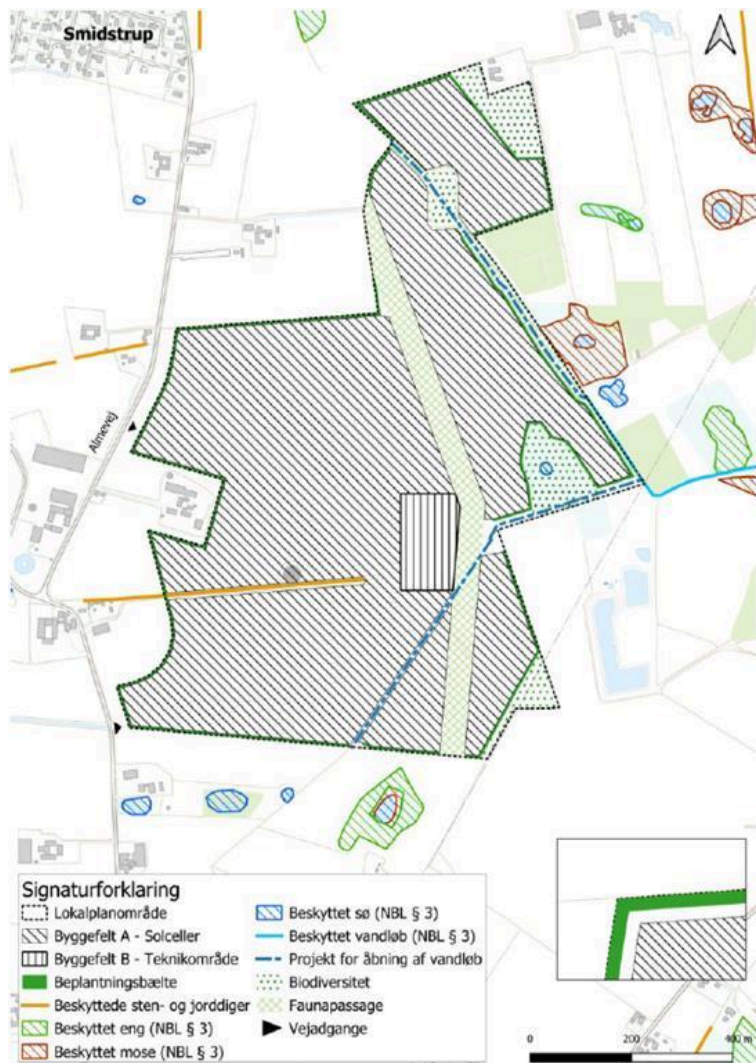 Smidstrup
Almevej
Signaturforklaring
Lokalplanområde
Byggefelt A - Solceller
Byggefelt B - Teknikområde
Beplantningsbælte
Beskyttede sten- og jorddiger
Beskyttet eng (NBL § 3)
Beskyttet mose (NBL § 3)
Beskyttet sø (NBL § 3)
Beskyttet vandløb (NBL § 3)
Projekt for åbning af vandløb
Biodiversitet
Faunapassage
Vejadgange
0 200 400